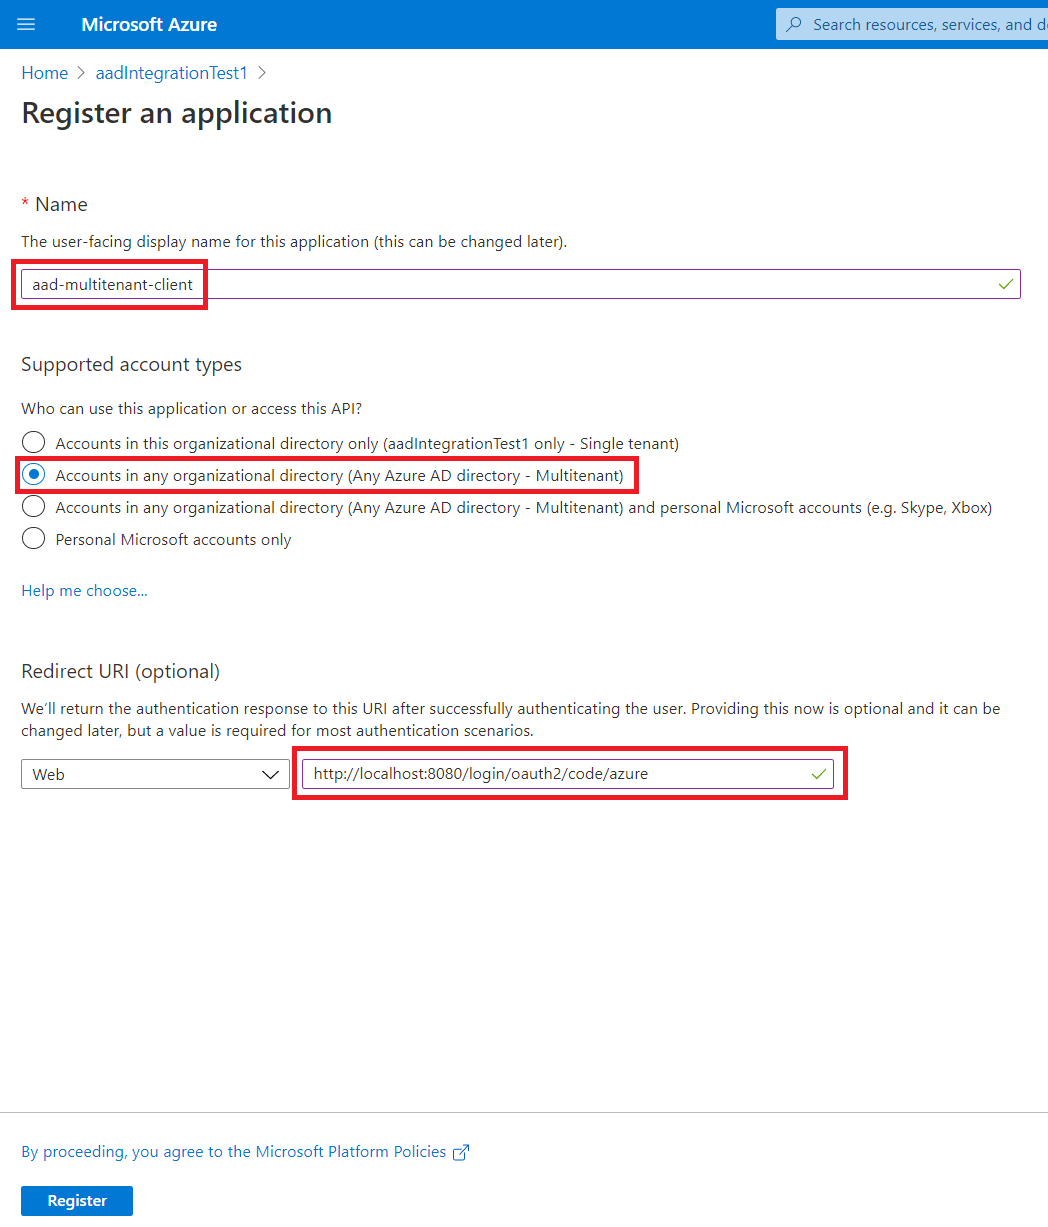 Microsoft Azure
Search resources, services, and d
Home > aadIntegrationTest1 >
Register an application
* Name
The user-facing display name for this application (this can be changed later).
aad-multitenant-client
Supported account types
Who can use this application or access this API?
Accounts in this organizational directory only (aadIntegrationTest1 only - Single tenant)
Accounts in any organizational directory (Any Azure AD directory - Multitenant)
Accounts in any organizational directory (Any Azure AD directory - Multitenant) and personal Microsoft accounts (e.g. Skype, Xbox)
Personal Microsoft accounts only
Help me choose...
Redirect URI (optional)
We'll return the authentication response to this URI after successfully authenticating the user. Providing this now is optional and it can be
changed later, but a value is required for most authentication scenarios.
Web
http://localhost:8080/login/oauth2/code/azure
By proceeding, you agree to the Microsoft Platform Policies
Register